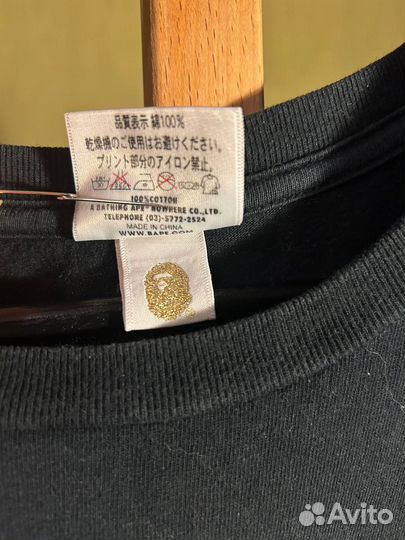 品質表示 綿100%
乾燥機のご使用はお避けください。
プリント部分のアイロン禁止。
100%COTTON
A BATHING APE® NOWHERE CO.,LTD.
TELEPHONE (03)-5772-2524
MADE IN CHINA
WWW.BAPE.COM
Avito